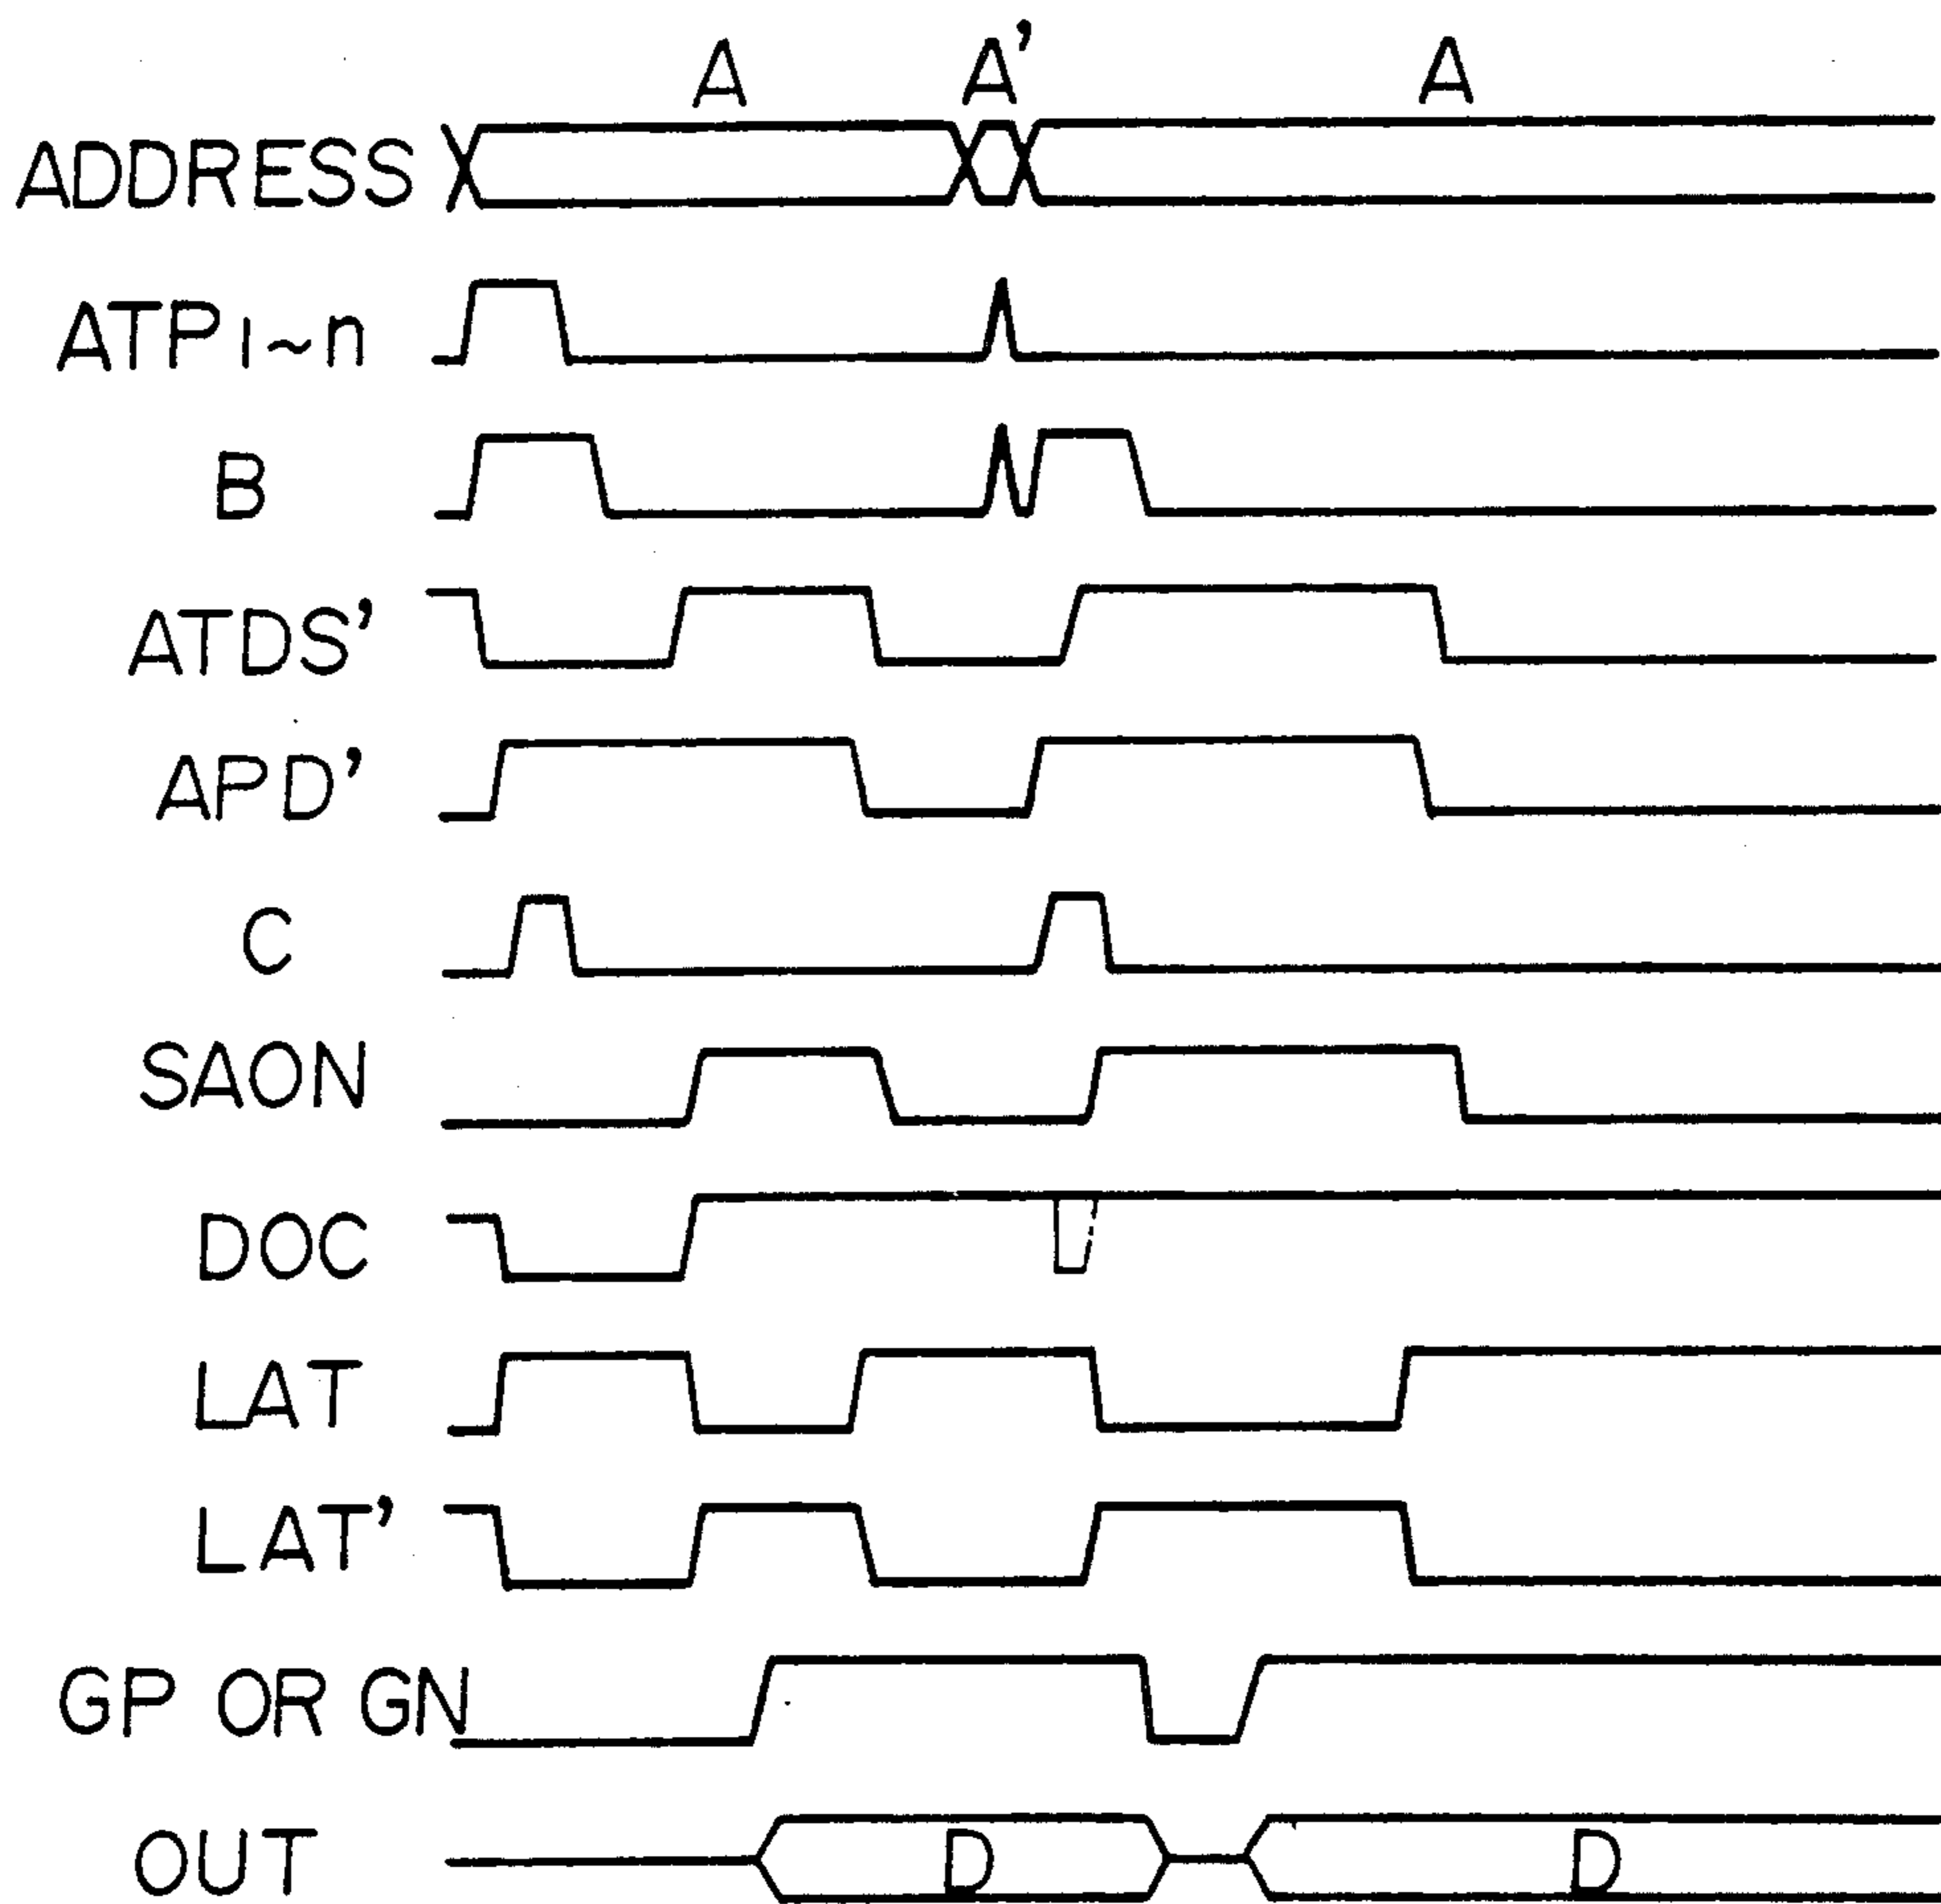 A A' A
ADDRESS
ATP1~n
B
ATDS'
APD'
C
SAON
DOC
LAT
LAT'
GP OR GN
OUT D D